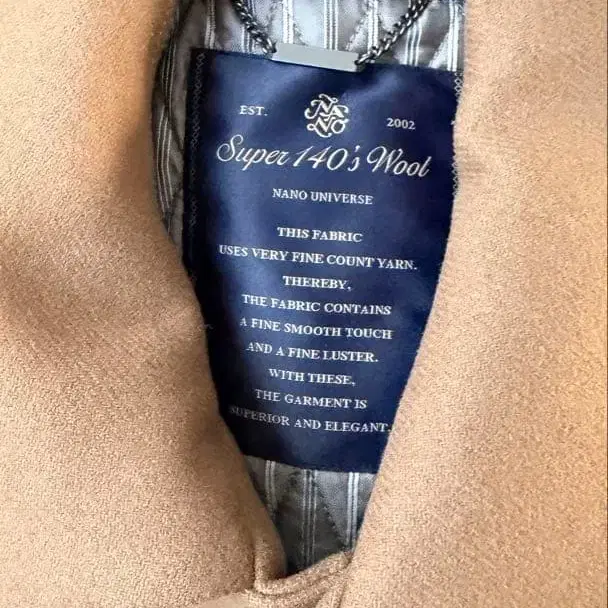 EST.
NANO
2002
Super 140's Wool
NANO UNIVERSE
THIS FABRIC
USES VERY FINE COUNT YARN.
THEREBY,
THE FABRIC CONTAINS
A FINE SMOOTH TOUCH
AND A FINE LUSTER.
WITH THESE,
THE GARMENT IS
SUPERIOR AND ELEGANT.